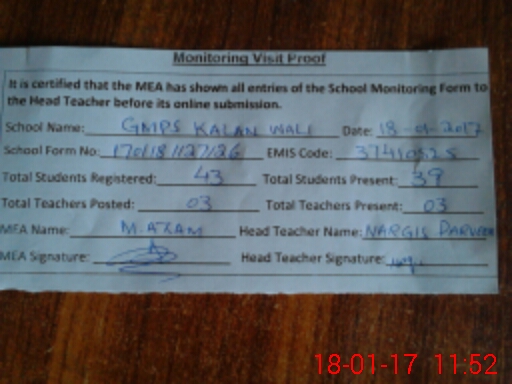 Monitoring Visit Proof
It is certified that the MEA has shown all entries of the School Monitoring Form to
the Head Teacher before its online submission.
School Name: GMPS KALAN WALI Date: 18-01-2017
School Form No: EMIS Code:
Total Students Registered: 43 Total Students Present: 39
Total Teachers Posted: 03 Total Teachers Present: 03
MEA Name: M.AZAM Head Teacher Name: NARGIS PARVEEN
MEA Signature: Head Teacher Signature:
18-01-17 11:52